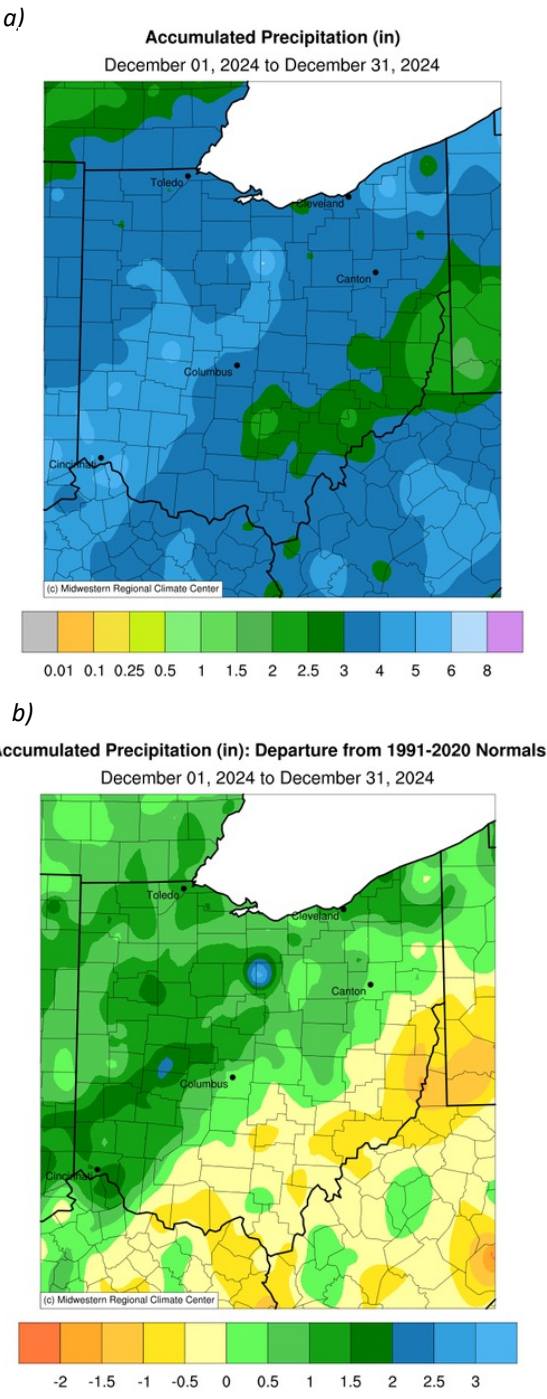 a)
Accumulated Precipitation (in)
December 01, 2024 to December 31, 2024
Toledo
Cleveland
Canton
Columbus
Cincinnati
(c) Midwestern Regional Climate Center
0.01 0.1 0.25 0.5 1 1.5 2 2.5 3 4 5 6 8
b)
Accumulated Precipitation (in): Departure from 1991-2020 Normals
December 01, 2024 to December 31, 2024
Toledo
Cleveland
Canton
Columbus
Cincinnati
(c) Midwestern Regional Climate Center
-2 -1.5 -1 -0.5 0 0.5 1 1.5 2 2.5 3